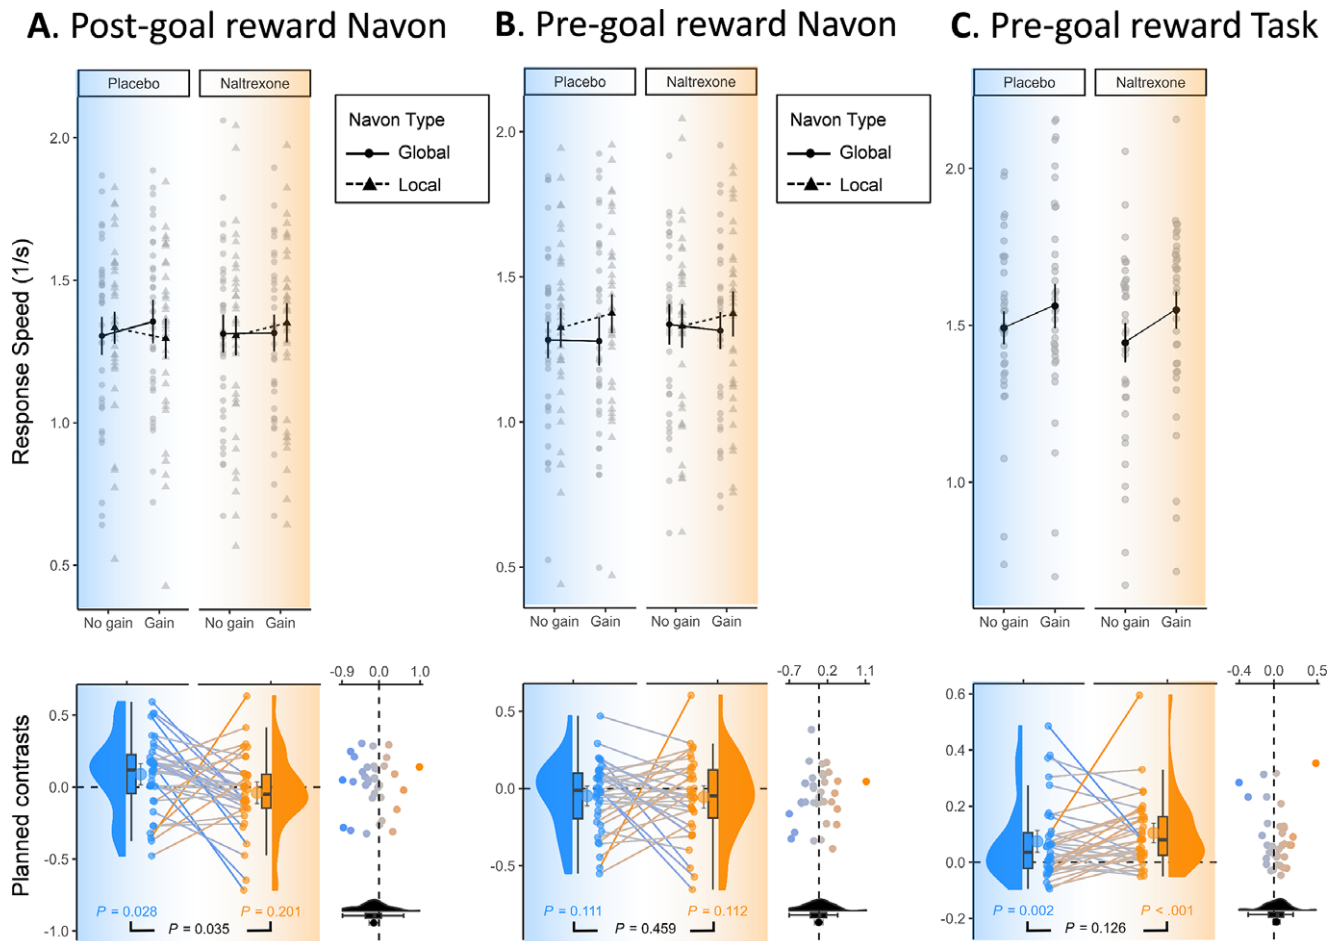 A. Post-goal reward Navon
B. Pre-goal reward Navon
C. Pre-goal reward Task
Placebo
Naltrexone
Navon Type
Global
Local
2.0
1.5
1.0
0.5
Response Speed (1/s)
No gain
Gain
No gain
Gain
Placebo
Naltrexone
Navon Type
Global
Local
2.0
1.5
1.0
0.5
No gain
Gain
No gain
Gain
Placebo
Naltrexone
2.0
1.5
1.0
No gain
Gain
No gain
Gain
Planned contrasts
0.5
0.0
-0.5
-1.0
P = 0.028
P = 0.201
P = 0.035
-0.9 0.0 1.0
0.5
0.0
-0.5
P = 0.111
P = 0.112
P = 0.459
-0.7 0.2 1.1
0.6
0.4
0.2
0.0
-0.2
P = 0.002
P < .001
P = 0.126
-0.4 0.0 0.5